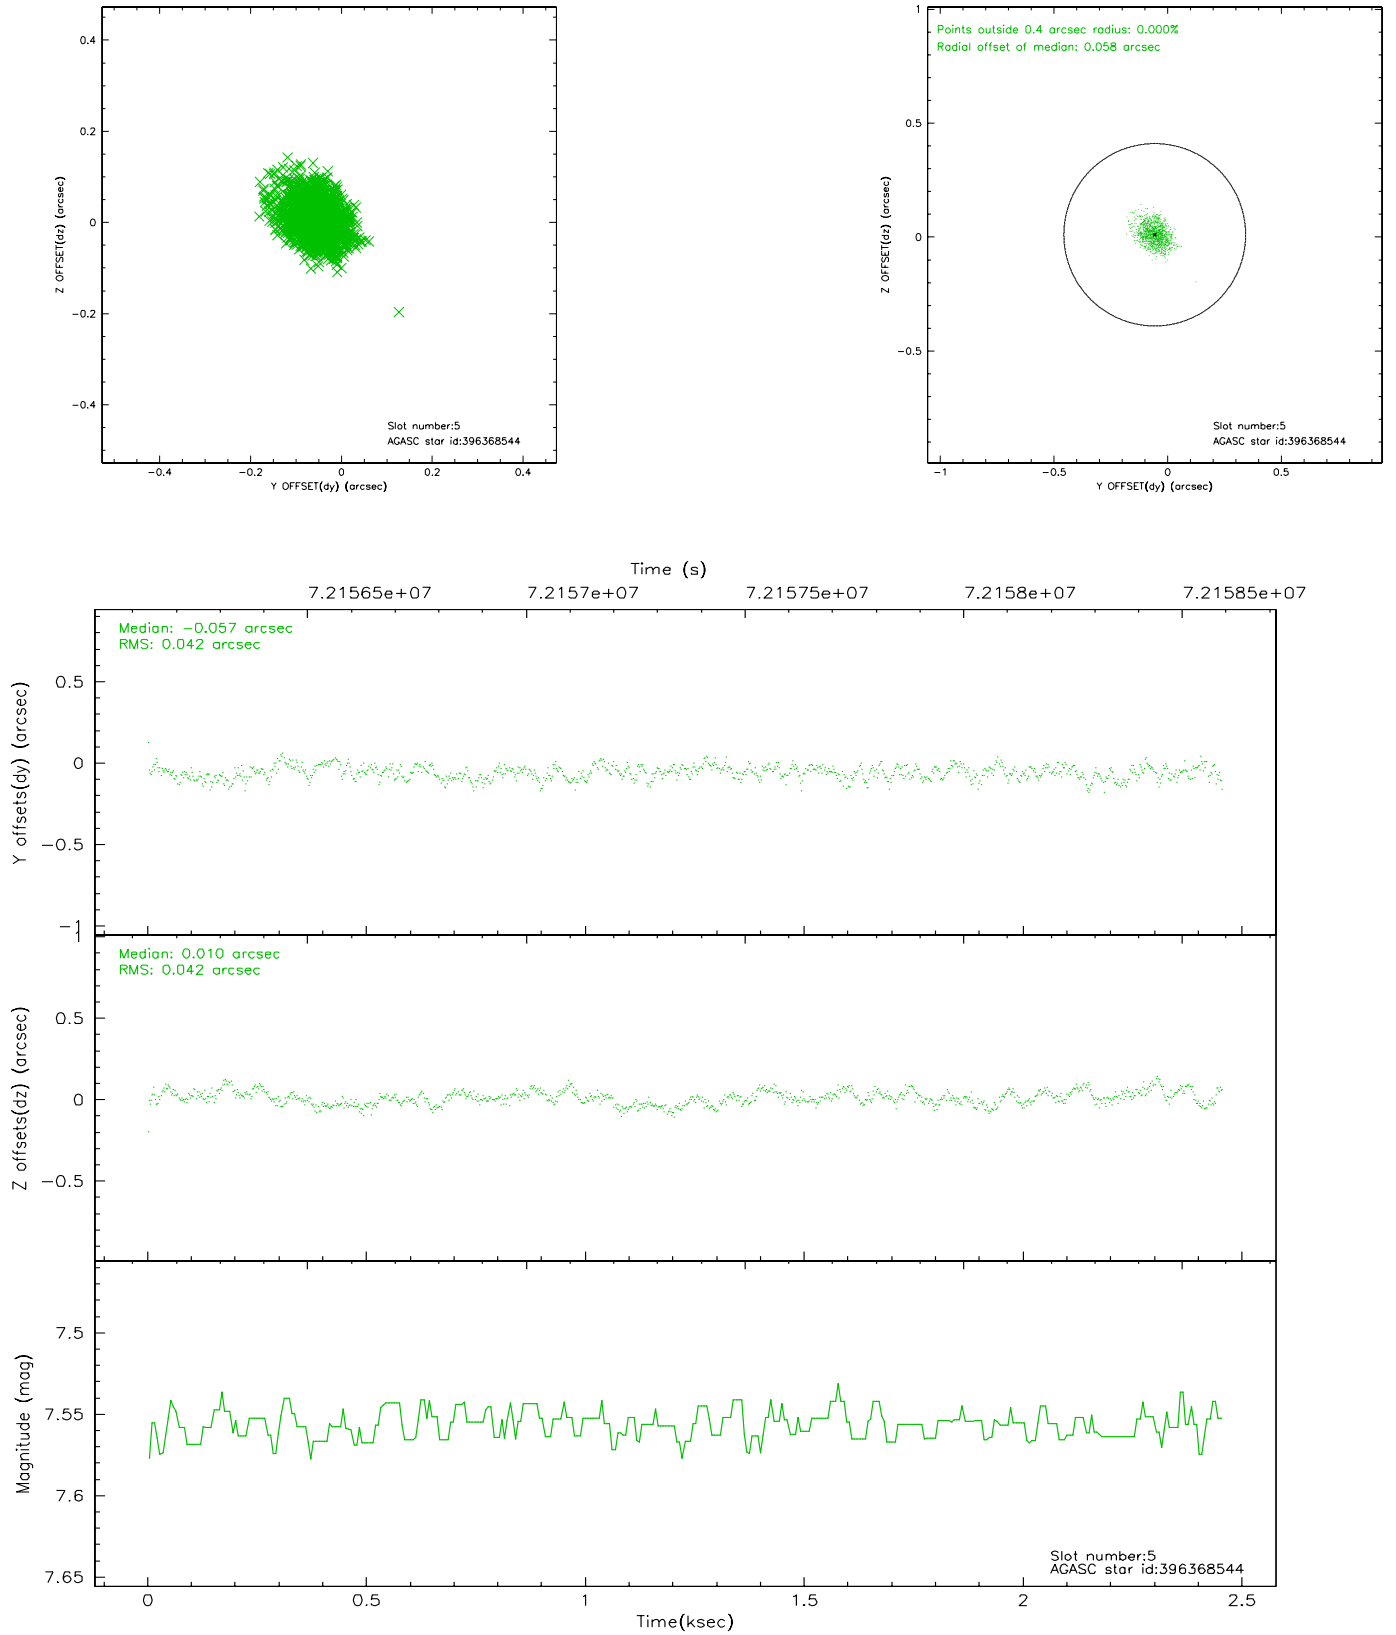 0.4
0.2
0
−0.2
−0.4
Z OFFSET(dz) (arcsec)
Slot number:5
AGASC star id:396368544
−0.4 −0.2 0 0.2 0.4
Y OFFSET(dy) (arcsec)
Points outside 0.4 arcsec radius: 0.000%
Radial offset of median: 0.058 arcsec
1
0.5
0
−0.5
Z OFFSET(dz) (arcsec)
Slot number:5
AGASC star id:396368544
−1 −0.5 0 0.5
Y OFFSET(dy) (arcsec)
Time (s)
7.21565e+07 7.2157e+07 7.21575e+07 7.2158e+07 7.21585e+07
Median: −0.057 arcsec
RMS: 0.042 arcsec
0.5
0
−0.5
−1
Y offsets(dy) (arcsec)
Median: 0.010 arcsec
RMS: 0.042 arcsec
1
0.5
0
−0.5
Z offsets(dz) (arcsec)
7.5
7.55
7.6
7.65
Magnitude (mag)
Slot number:5
AGASC star id:396368544
0 0.5 1 1.5 2 2.5
Time(ksec)